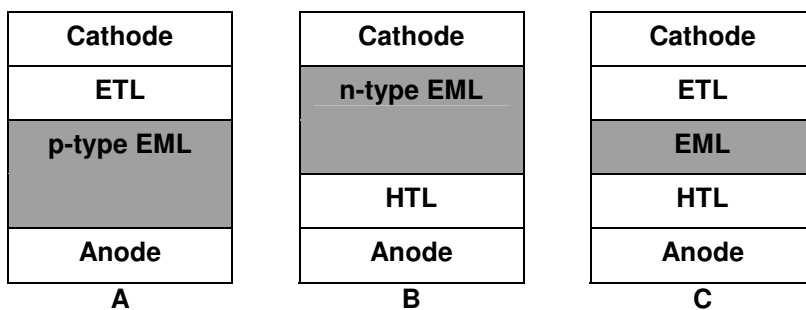 Cathode
ETL
p-type EML
Anode
A
Cathode
n-type EML
HTL
Anode
B
Cathode
ETL
EML
HTL
Anode
C